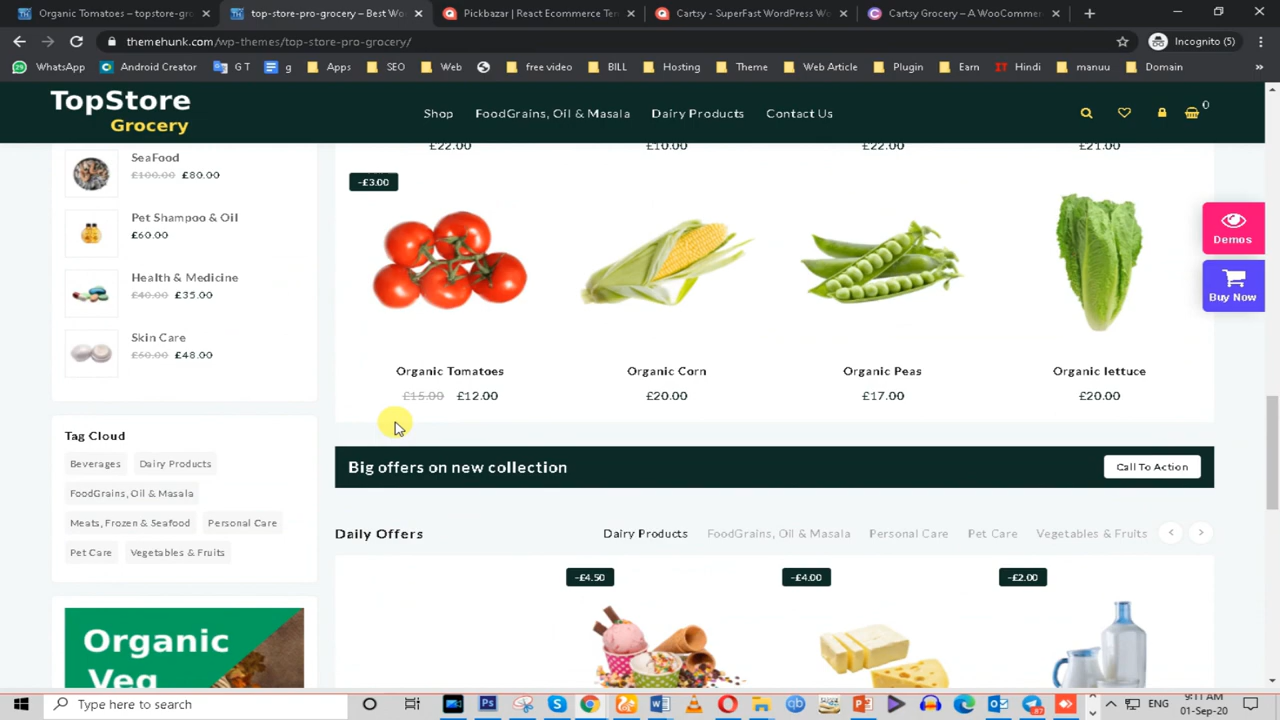 Organic Tomatoes – topstore-gro
top-store-pro-grocery – Best Wo
Pickbazar | React Ecommerce Ten
Cartsy - SuperFast WordPress Wo
Cartsy Grocery – A WooCommer
themehunk.com/wp-themes/top-store-pro-grocery/
Incognito (5)
WhatsApp
Android Creator
G T
g
Apps
SEO
Web
free video
BILL
Hosting
Theme
Web Article
Plugin
Earn
IT Hindi
manuu
Domain
»
TopStore
Grocery
Shop
FoodGrains, Oil & Masala
Dairy Products
Contact Us
0
SeaFood
£100.00 £80.00
Pet Shampoo & Oil
£60.00
Health & Medicine
£40.00 £35.00
Skin Care
£60.00 £48.00
Tag Cloud
Beverages
Dairy Products
FoodGrains, Oil & Masala
Meats, Frozen & Seafood
Personal Care
Pet Care
Vegetables & Fruits
Organic
Veg
£22.00
£10.00
£22.00
£21.00
-£3.00
Organic Tomatoes
£15.00 £12.00
Organic Corn
£20.00
Organic Peas
£17.00
Organic lettuce
£20.00
Demos
Buy Now
Big offers on new collection
Call To Action
Daily Offers
Dairy Products
FoodGrains, Oil & Masala
Personal Care
Pet Care
Vegetables & Fruits
-£4.50
-£4.00
-£2.00
Type here to search
87
ENG
9:11 AM
01-Sep-20